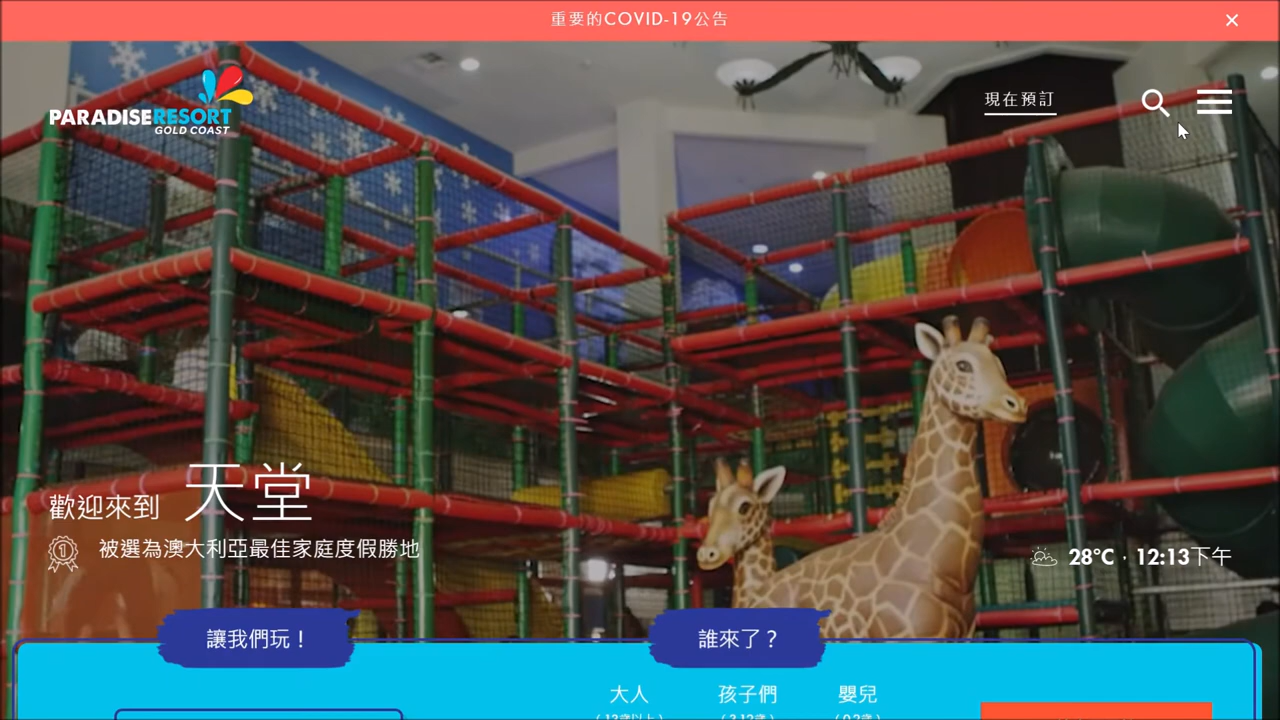 重要的COVID-19公告
PARADISERESORT
GOLD COAST
現在預訂
歡迎來到 天堂
被選為澳大利亞最佳家庭度假勝地
1
28°C · 12:13下午
讓我們玩！
誰來了？
大人 孩子們 嬰兒